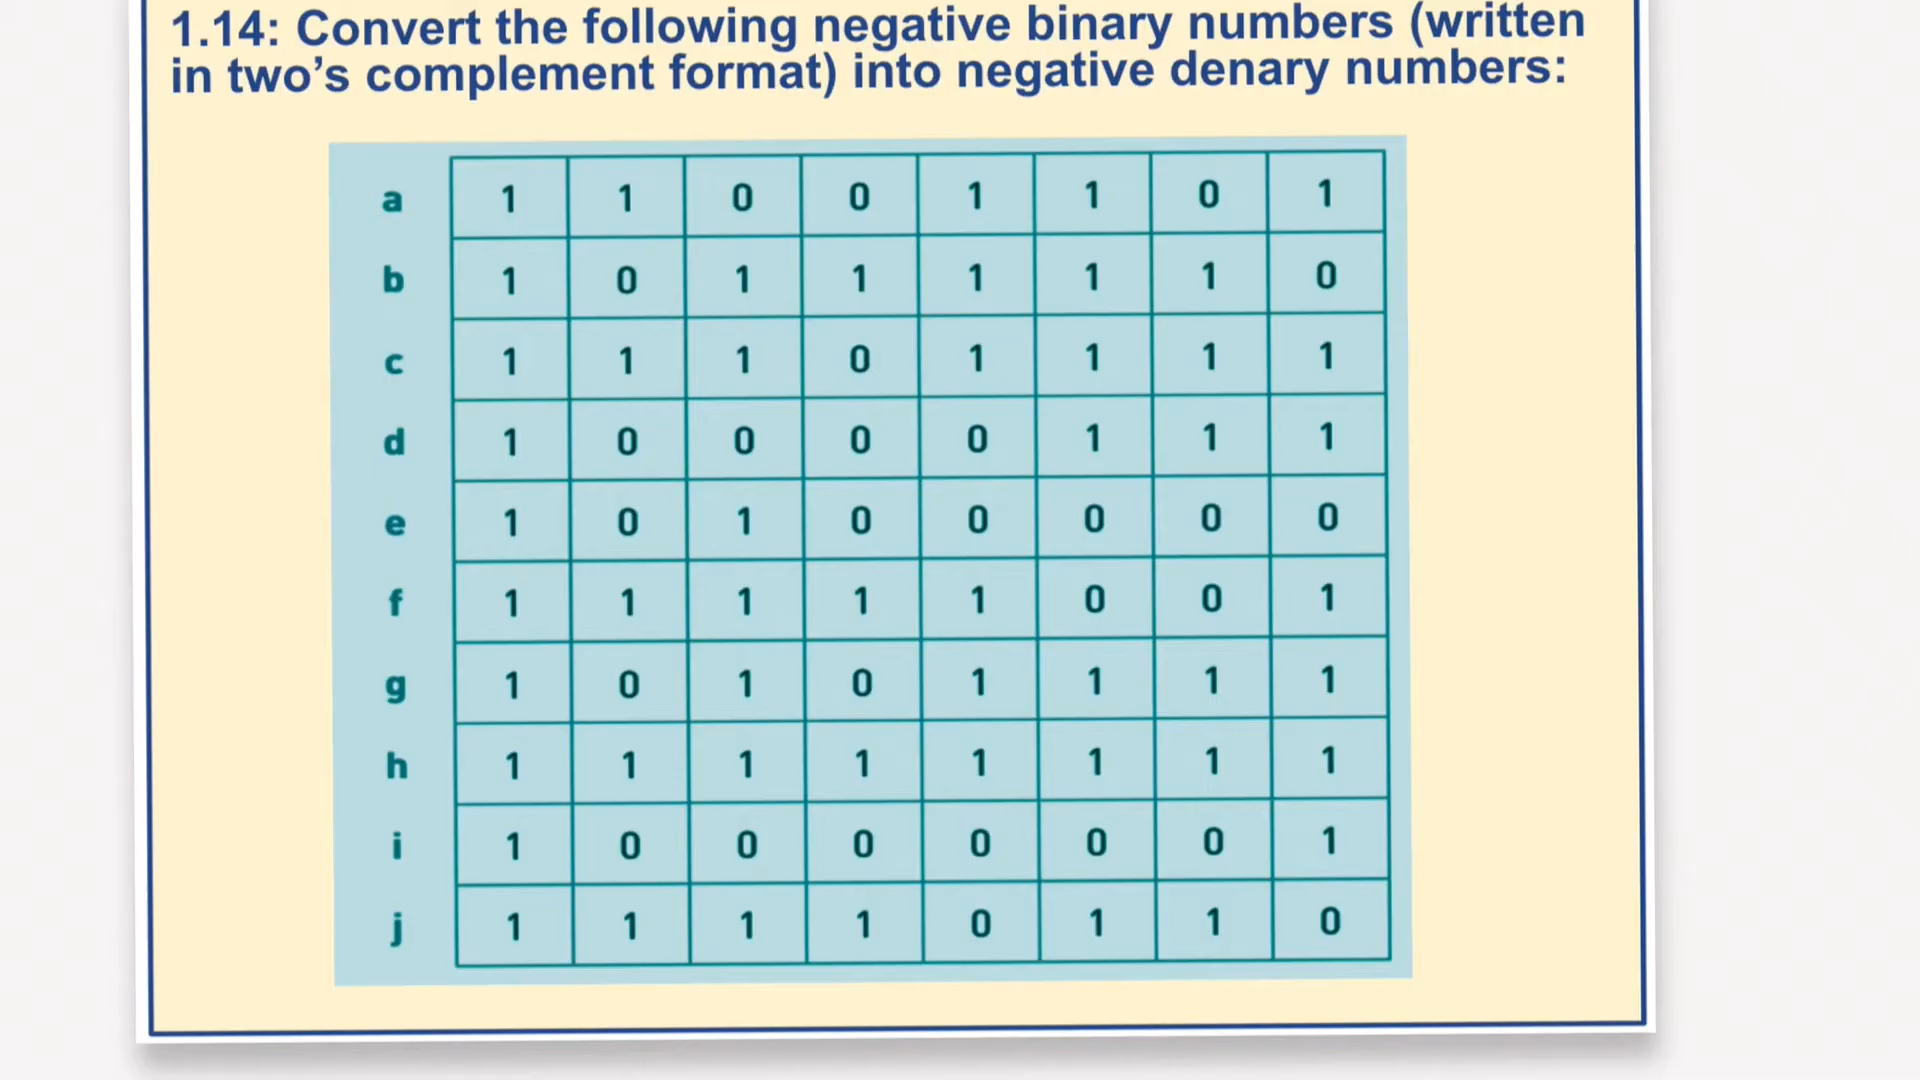 1.14: Convert the following negative binary numbers (written
in two's complement format) into negative denary numbers:
a 1 1 0 0 1 1 0 1
b 1 0 1 1 1 1 1 0
c 1 1 1 0 1 1 1 1
d 1 0 0 0 0 1 1 1
e 1 0 1 0 0 0 0 0
f 1 1 1 1 1 0 0 1
g 1 0 1 0 1 1 1 1
h 1 1 1 1 1 1 1 1
i 1 0 0 0 0 0 0 1
j 1 1 1 1 0 1 1 0